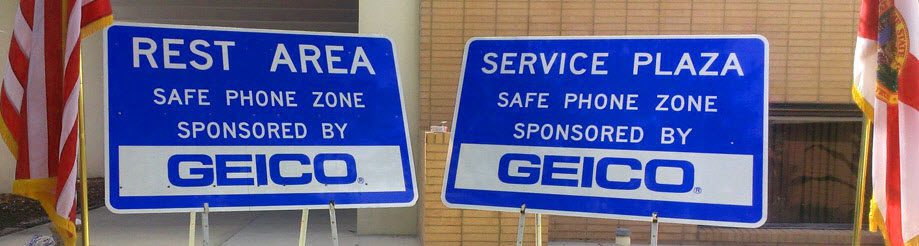 REST AREA
SAFE PHONE ZONE
SPONSORED BY
GEICO®
SERVICE PLAZA
SAFE PHONE ZONE
SPONSORED BY
GEICO®